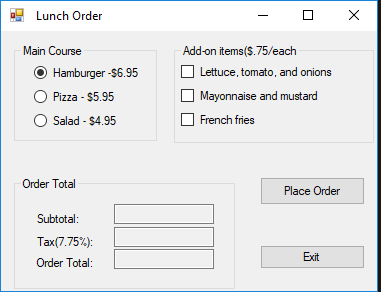 Lunch Order
Main Course
Hamburger -$6.95
Pizza - $5.95
Salad - $4.95
Add-on items($.75/each
Lettuce, tomato, and onions
Mayonnaise and mustard
French fries
Order Total
Subtotal:
Tax(7.75%):
Order Total:
Place Order
Exit